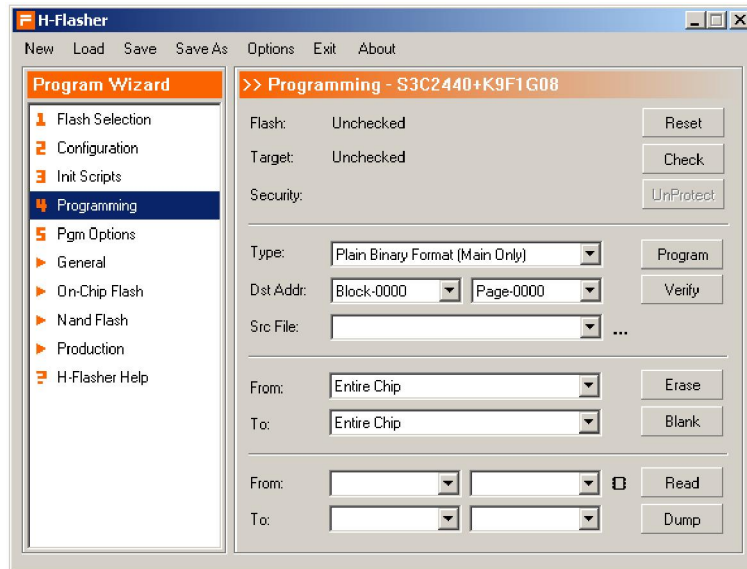 H-Flasher
New Load Save Save As Options Exit About
Program Wizard
1 Flash Selection
2 Configuration
3 Init Scripts
4 Programming
5 Pgm Options
General
On-Chip Flash
Nand Flash
Production
? H-Flasher Help
>> Programming - S3C2440+K9F1G08
Flash: Unchecked Reset
Target: Unchecked Check
Security: UnProtect
Type: Plain Binary Format (Main Only) Program
Dst Addr: Block-0000 Page-0000 Verify
Src File: ...
From: Entire Chip Erase
To: Entire Chip Blank
From: Read
To: Dump